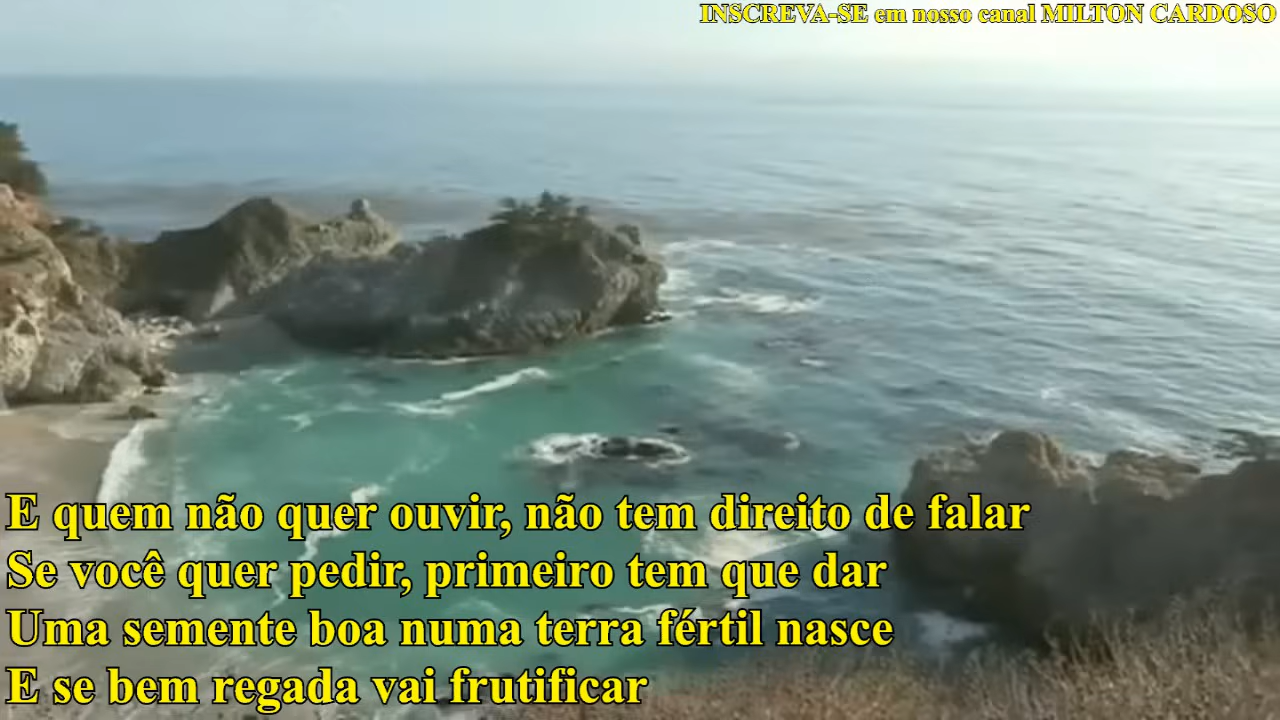 INSCREVA-SE em nosso canal MILTON CARDOSO
E quem não quer ouvir, não tem direito de falar
Se você quer pedir, primeiro tem que dar
Uma semente boa numa terra fértil nasce
E se bem regada vai frutificar